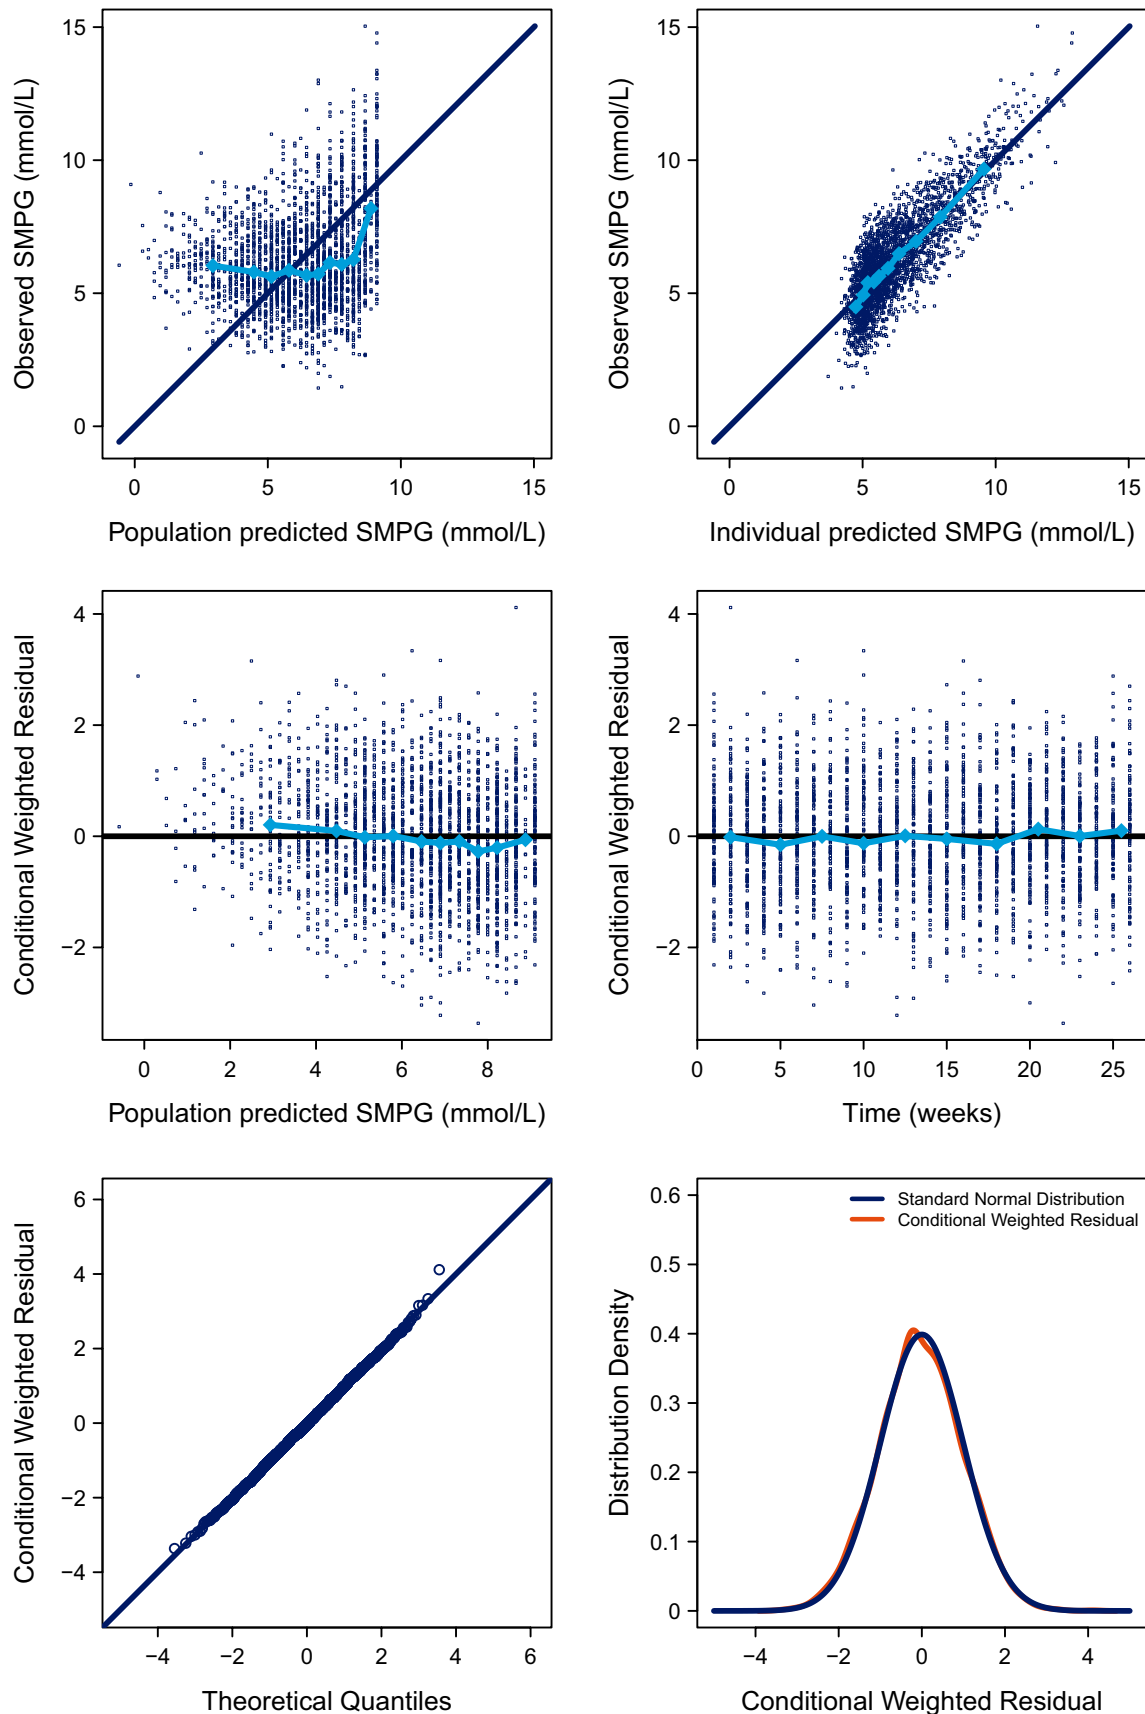 15
10
5
0
Observed SMPG (mmol/L)
0 5 10 15
Population predicted SMPG (mmol/L)
15
10
5
0
Observed SMPG (mmol/L)
0 5 10 15
Individual predicted SMPG (mmol/L)
4
2
0
−2
Conditional Weighted Residual
0 2 4 6 8
Population predicted SMPG (mmol/L)
4
2
0
−2
Conditional Weighted Residual
0 5 10 15 20 25
Time (weeks)
6
4
2
0
−2
−4
Conditional Weighted Residual
−4 −2 0 2 4 6
Theoretical Quantiles
Standard Normal Distribution
Conditional Weighted Residual
0.6
0.5
0.4
0.3
0.2
0.1
0
Distribution Density
−4 −2 0 2 4
Conditional Weighted Residual